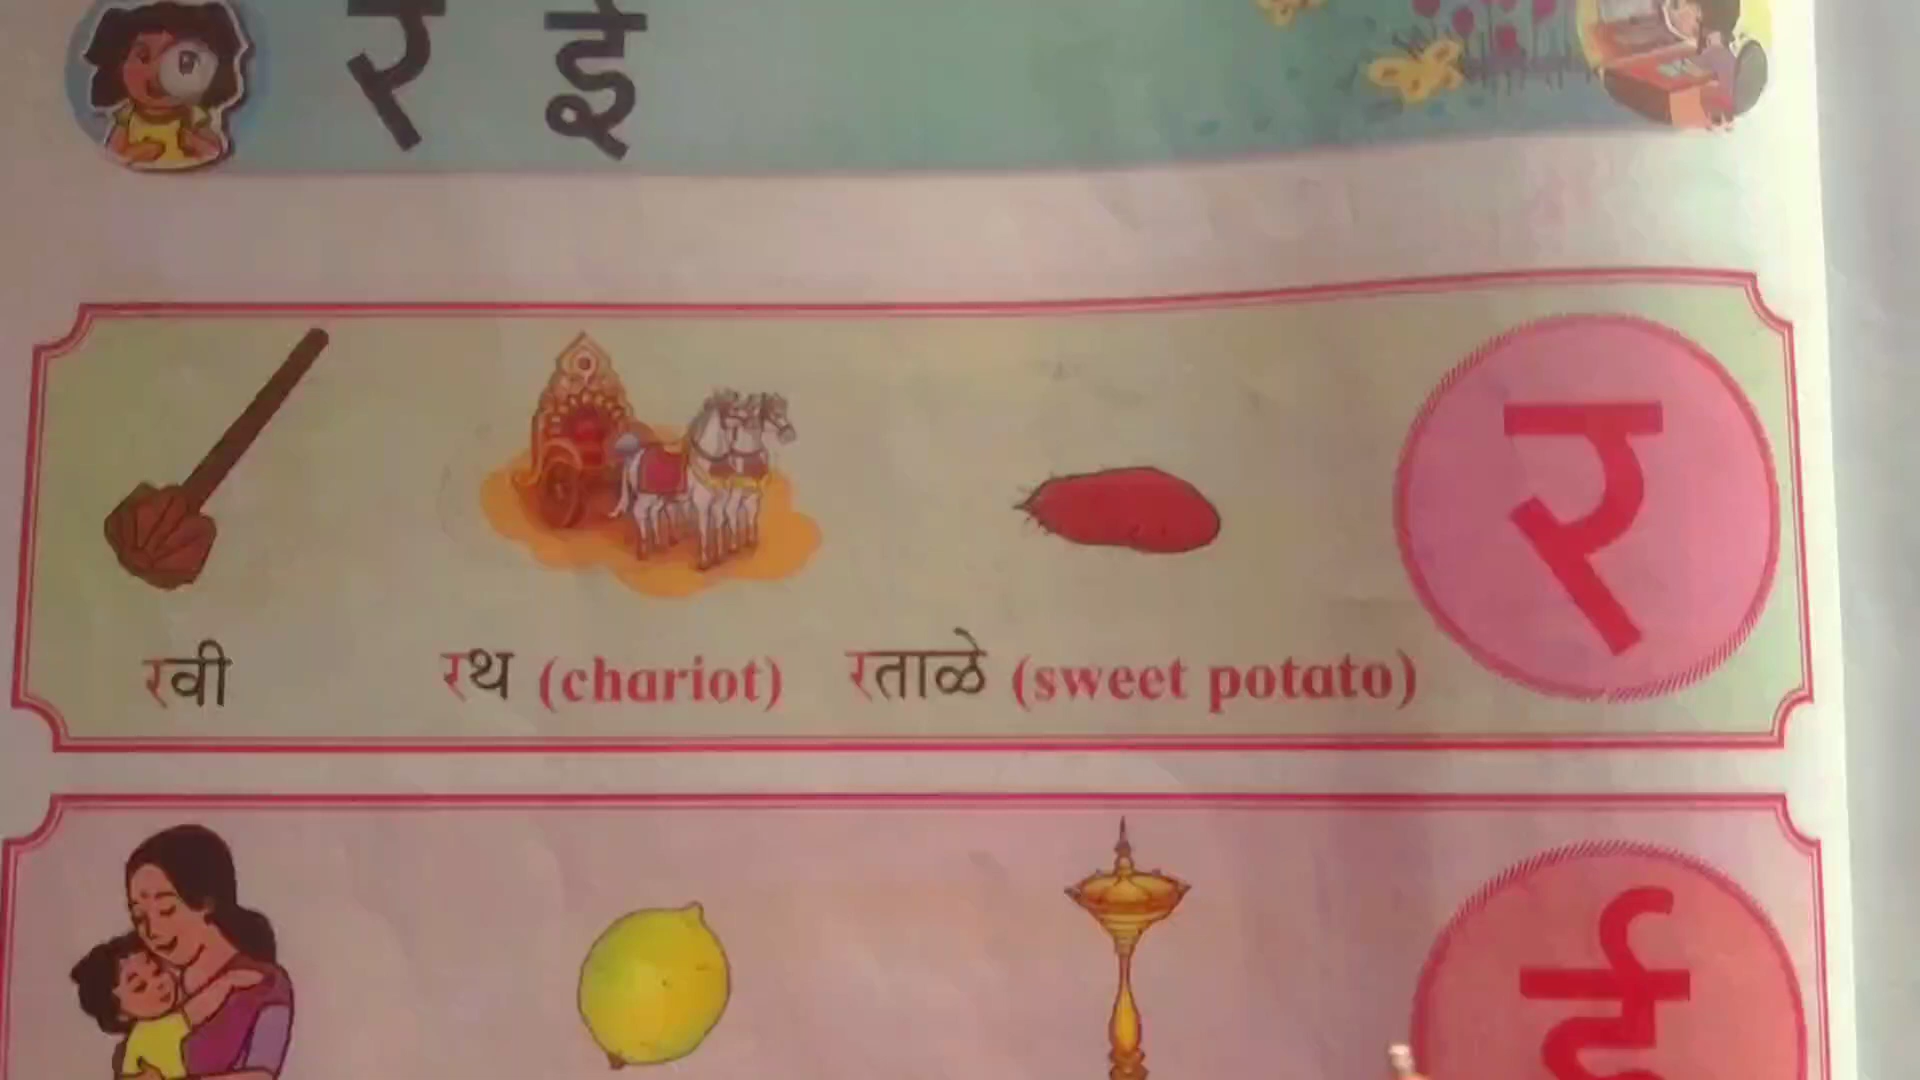 र ई
र
रवी रथ (chariot) रताळे (sweet potato)
ई